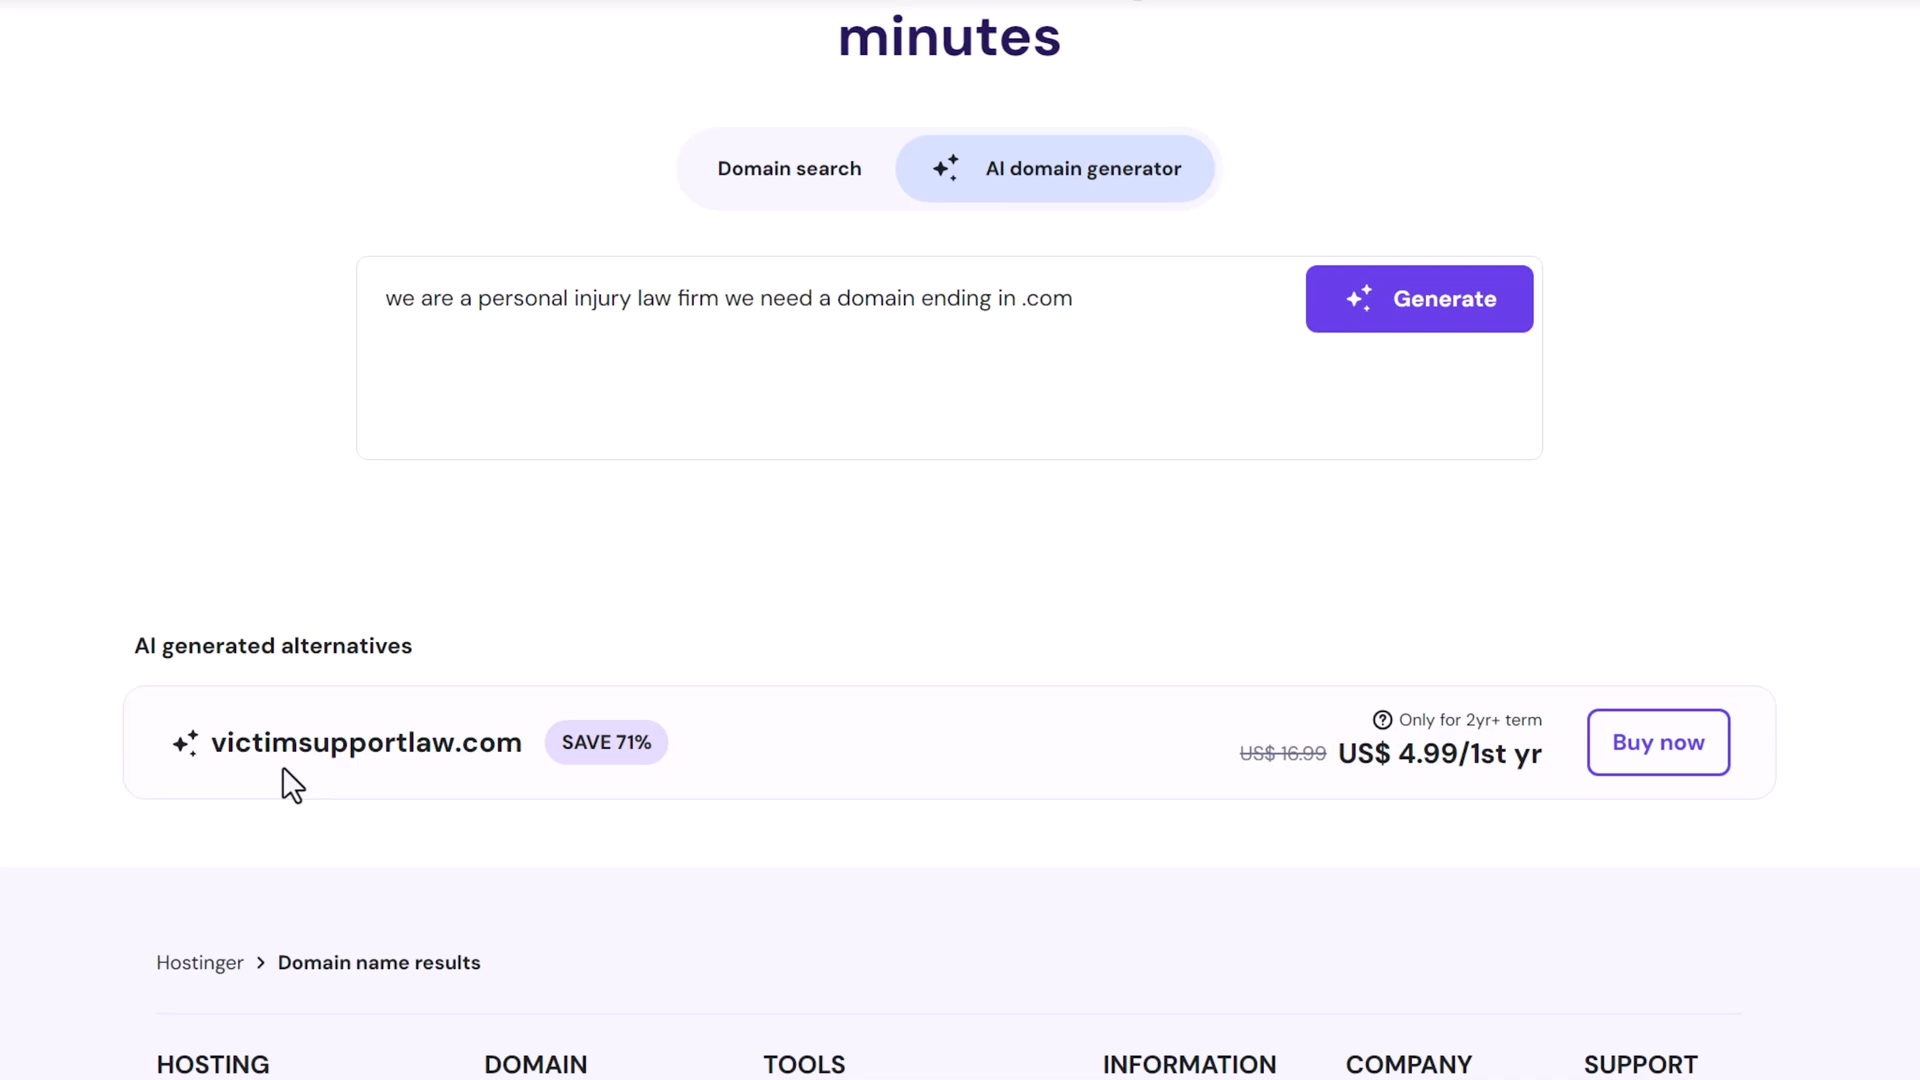 minutes
Domain search
AI domain generator
we are a personal injury law firm we need a domain ending in .com
Generate
AI generated alternatives
victimsupportlaw.com
SAVE 71%
Only for 2yr+ term
US$ 16.99 US$ 4.99/1st yr
Buy now
Hostinger > Domain name results
HOSTING
DOMAIN
TOOLS
INFORMATION
COMPANY
SUPPORT